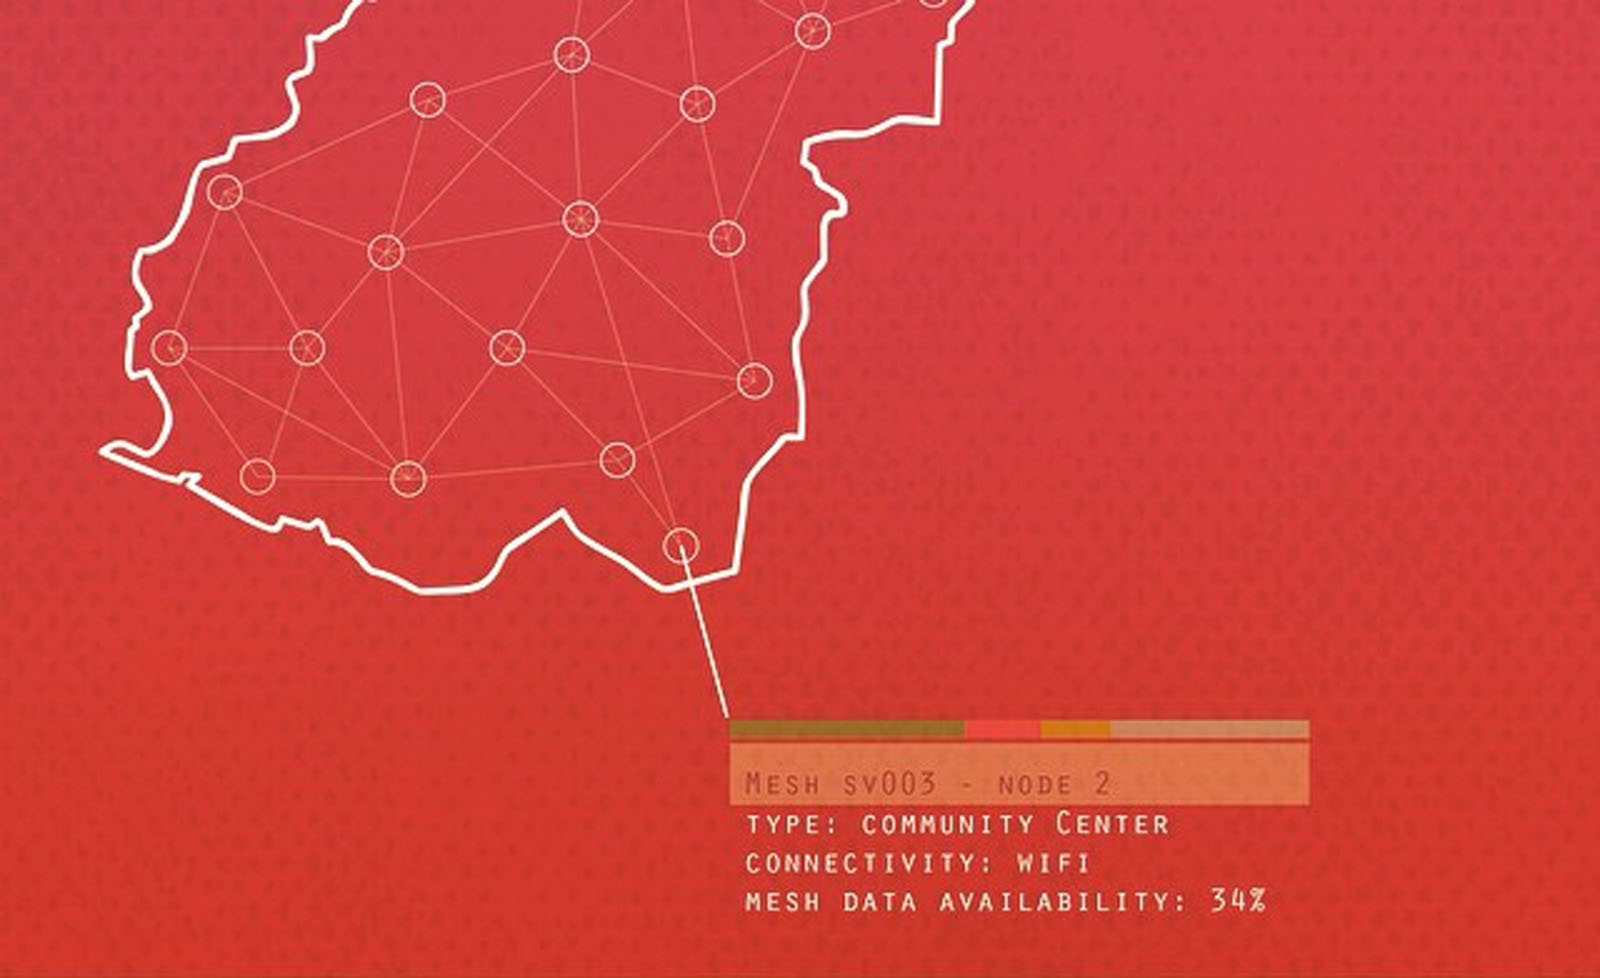 Mesh sv003 - node 2
type: community Center
connectivity: wifi
mesh data availability: 34%